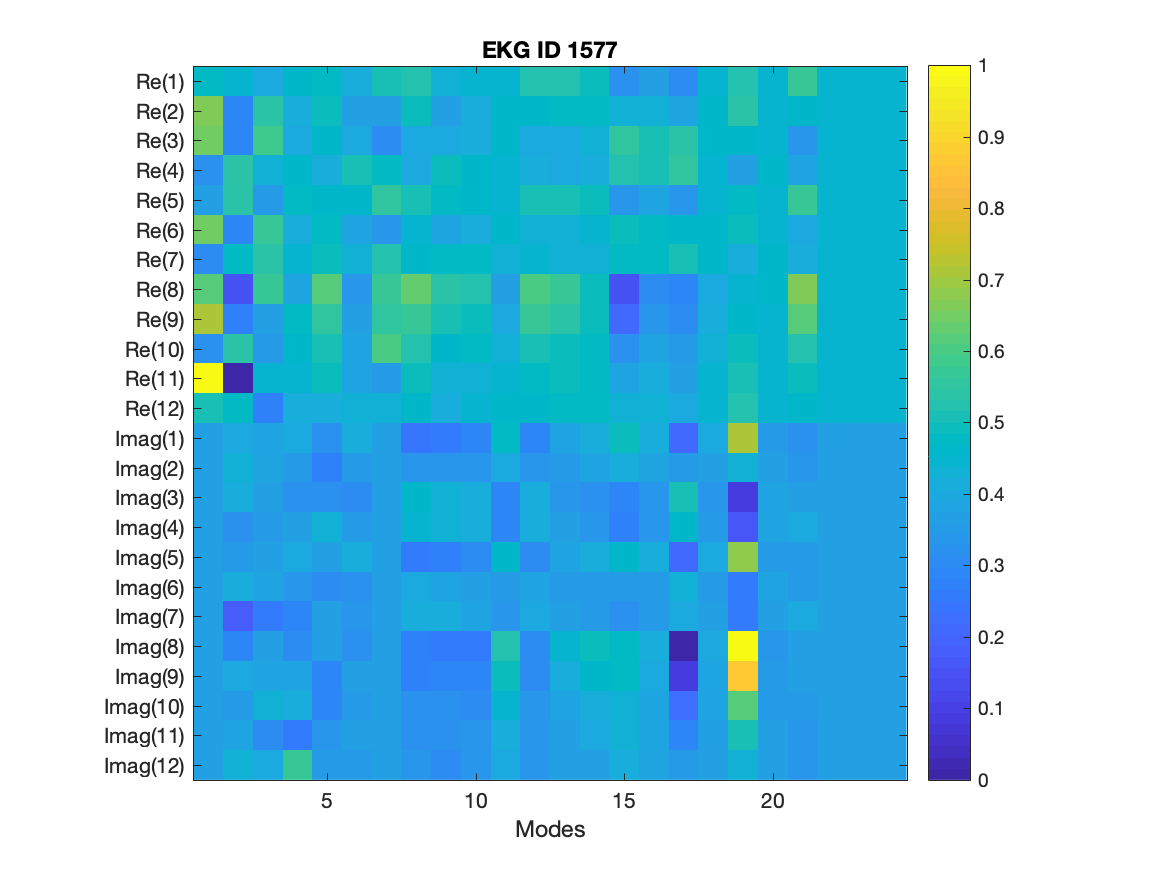 EKG ID 1577
Re(1)
Re(2)
Re(3)
Re(4)
Re(5)
Re(6)
Re(7)
Re(8)
Re(9)
Re(10)
Re(11)
Re(12)
Imag(1)
Imag(2)
Imag(3)
Imag(4)
Imag(5)
Imag(6)
Imag(7)
Imag(8)
Imag(9)
Imag(10)
Imag(11)
Imag(12)
5 10 15 20
Modes
1
0.9
0.8
0.7
0.6
0.5
0.4
0.3
0.2
0.1
0